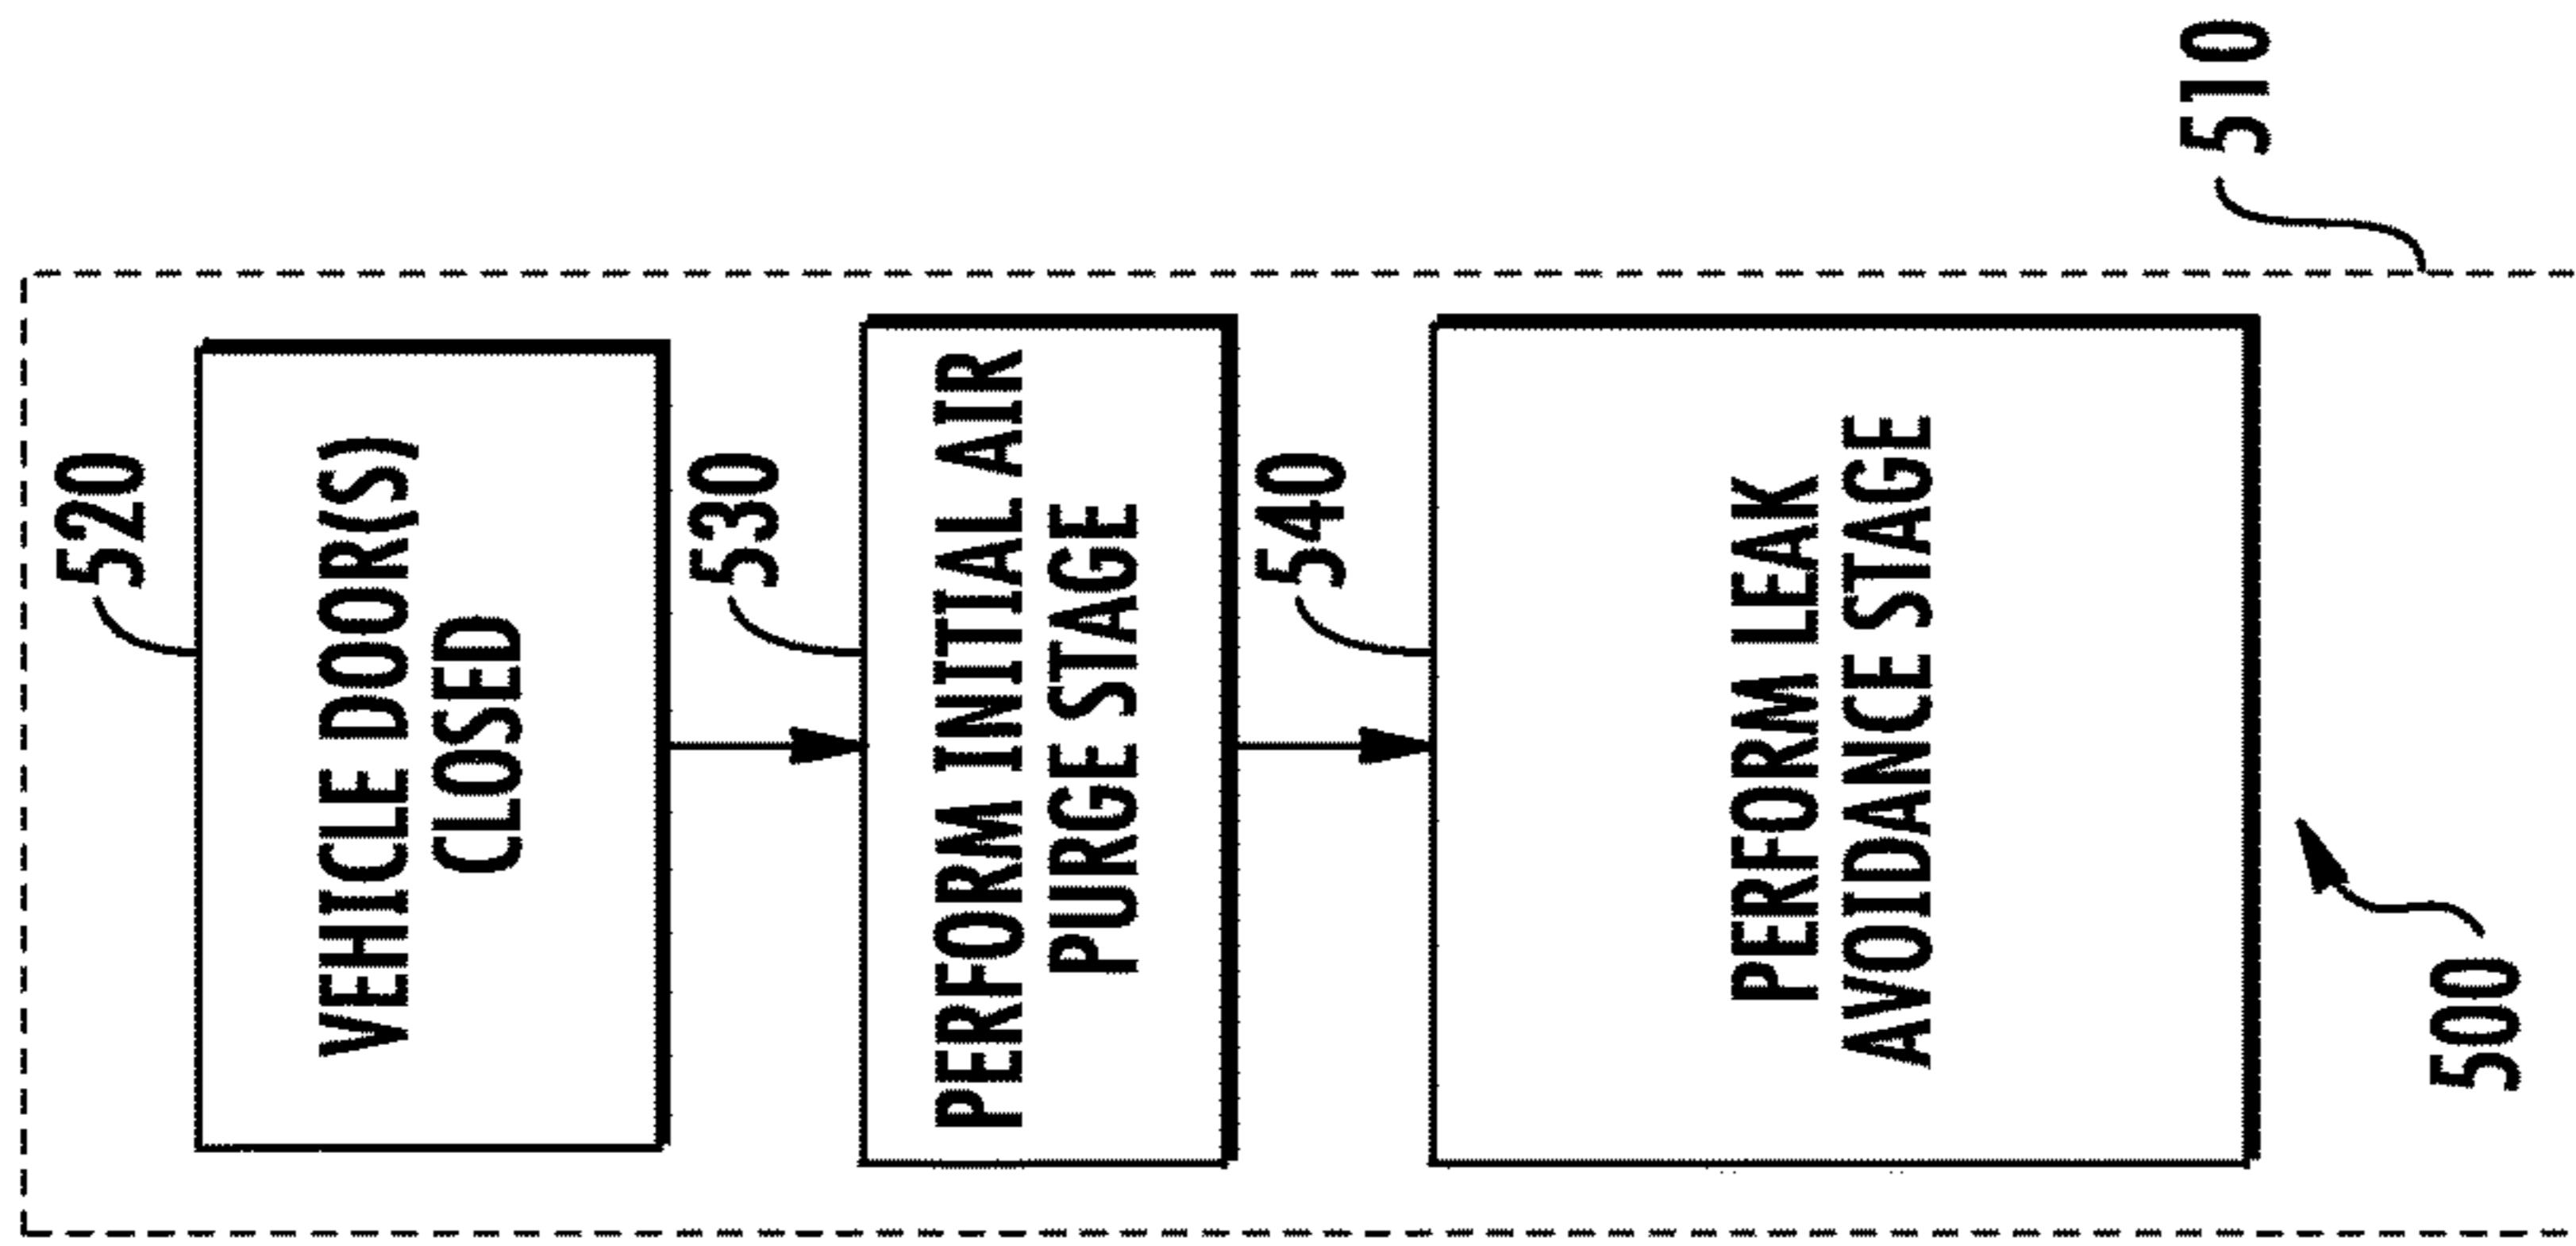 510
520
VEHICLE DOOR(S)
CLOSED
530
PERFORM INITIAL AIR
PURGE STAGE
540
PERFORM LEAK
AVOIDANCE STAGE
500